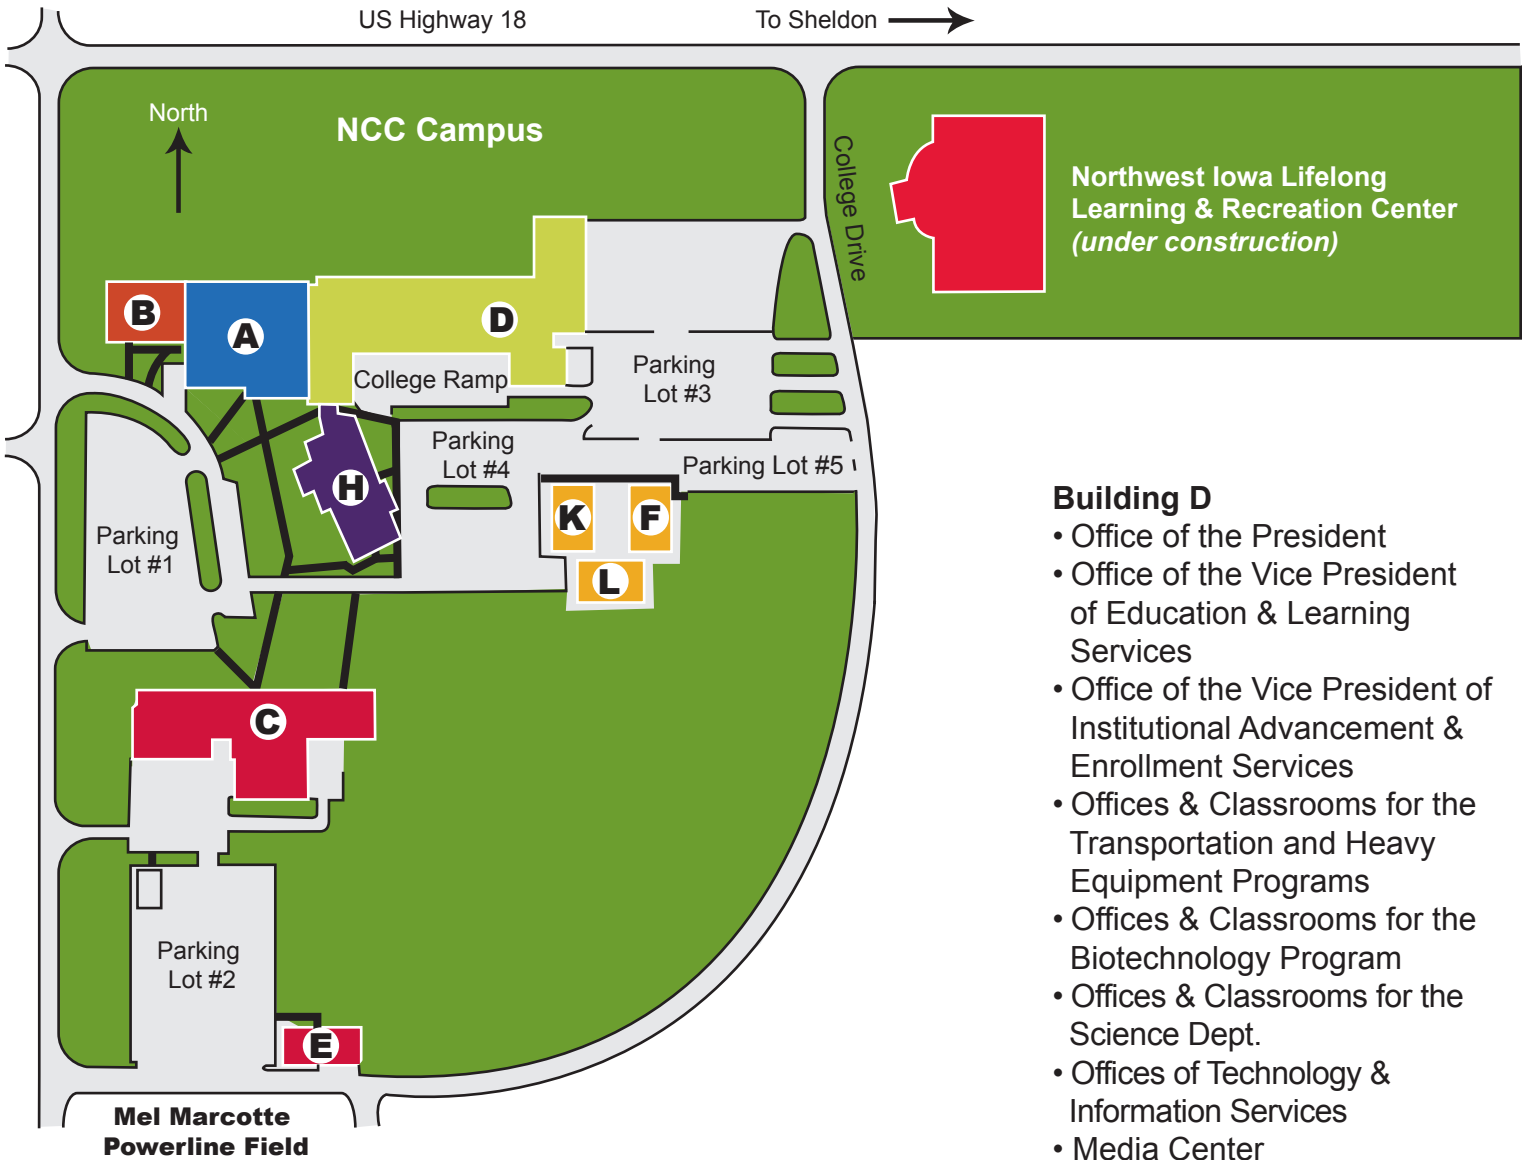 US Highway 18
To Sheldon
North
NCC Campus
College Drive
Northwest Iowa Lifelong
Learning & Recreation Center
(under construction)
B
A
D
College Ramp
Parking
Lot #3
H
Parking
Lot #4
Parking Lot #5
K
F
L
Parking
Lot #1
C
Parking
Lot #2
E
Mel Marcotte
Powerline Field
Building D
• Office of the President
• Office of the Vice President
of Education & Learning
Services
• Office of the Vice President of
Institutional Advancement &
Enrollment Services
• Offices & Classrooms for the
Transportation and Heavy
Equipment Programs
• Offices & Classrooms for the
Biotechnology Program
• Offices & Classrooms for the
Science Dept.
• Offices of Technology &
Information Services
• Media Center